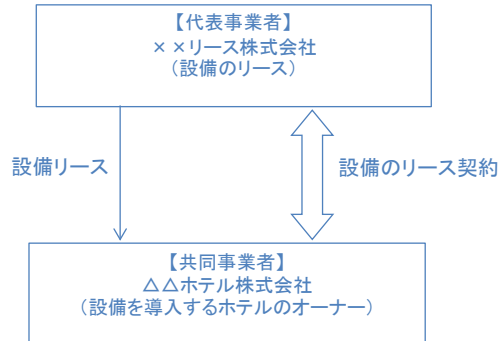 【代表事業者】
××リース株式会社
(設備のリース)
設備リース
設備のリース契約
【共同事業者】
△△ホテル株式会社
(設備を導入するホテルのオーナー)